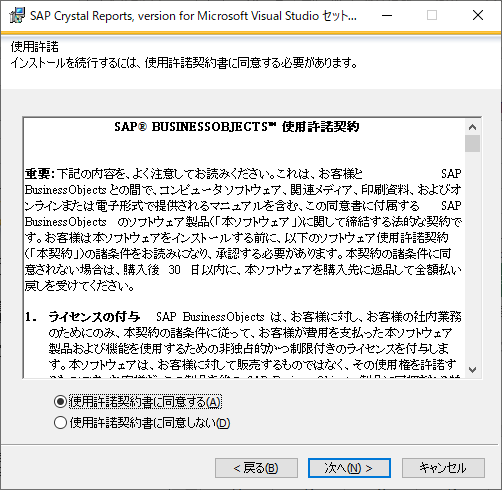 SAP Crystal Reports, version for Microsoft Visual Studio セット...
使用許諾
インストールを続行するには、使用許諾契約書に同意する必要があります。
SAP® BUSINESSOBJECTS™ 使用許諾契約
重要：下記の内容を、よく注意してお読みください。これは、お客様と SAP
BusinessObjects との間で、コンピュータソフトウェア、関連メディア、印刷資料、およびオ
ンラインまたは電子形式で提供されるマニュアルを含む、この同意書に付属する SAP
BusinessObjects のソフトウェア製品(「本ソフトウェア」)に関して締結する法的な契約で
す。お客様は本ソフトウェアをインストールする前に、以下のソフトウェア使用許諾契約
(「本契約」)の諸条件をお読みになり、承諾する必要があります。本契約の諸条件に同
意されない場合は、購入後 30 日以内に、本ソフトウェアを購入先に返品して全額払い
戻しを受けてください。
1. ライセンスの付与 SAP BusinessObjects は、お客様に対し、お客様の社内業務
のためにのみ、本契約の諸条件に従って、お客様が費用を支払った本ソフトウェア
製品および機能を使用するための非独占的かつ制限付きのライセンスを付与しま
す。本ソフトウェアは、お客様に対して販売するものではなく、その使用権を許諾す
使用許諾契約書に同意する(A)
使用許諾契約書に同意しない(D)
< 戻る(B)
次へ(N) >
キャンセル